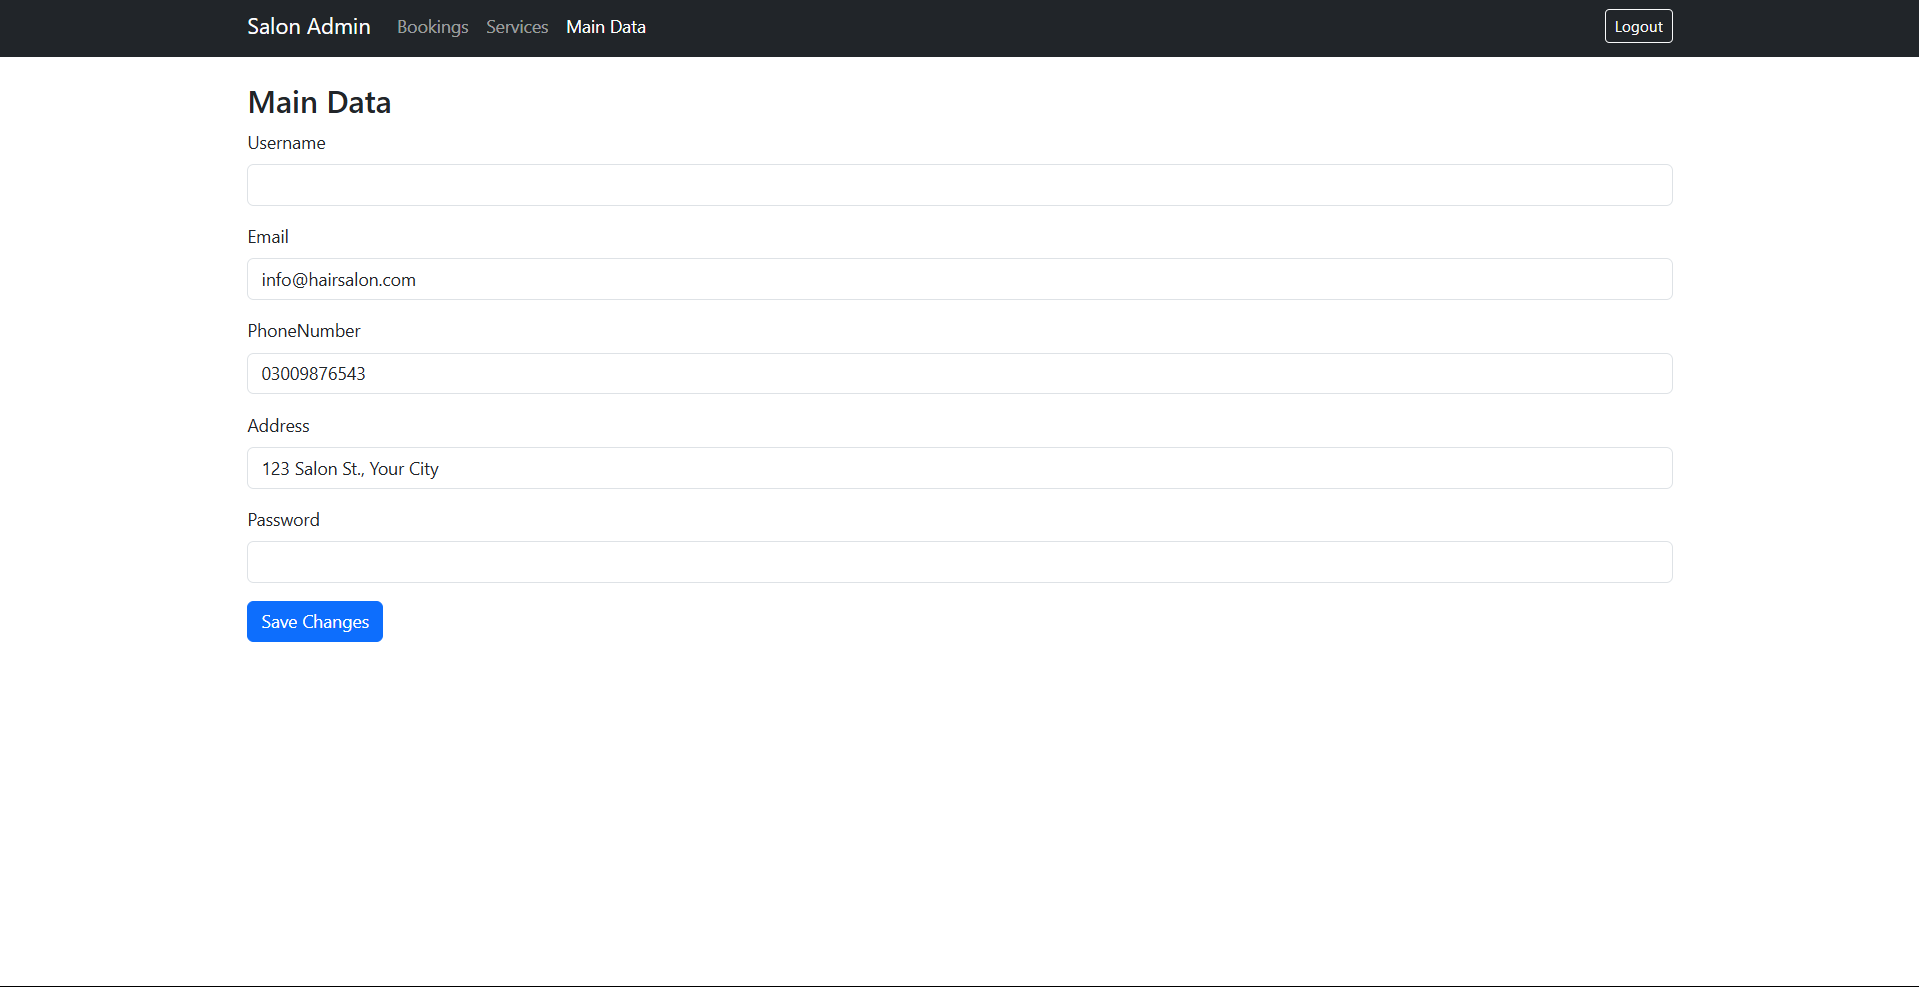 Salon Admin Bookings Services Main Data Logout
Main Data
Username
Email
info@hairsalon.com
PhoneNumber
03009876543
Address
123 Salon St., Your City
Password
Save Changes